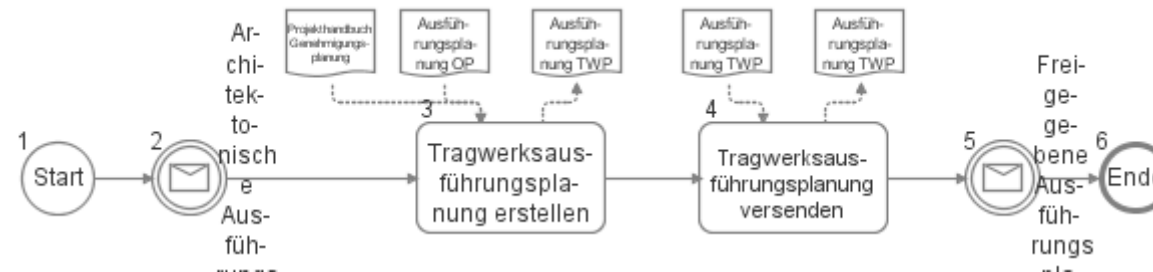 Projekthandbuch
Genehmigungs-
planung
Ausfüh-
rungspla-
nung OP
Ausfüh-
rungspla-
nung TWP
Ausfüh-
rungspla-
nung TWP
Ausfüh-
rungspla-
nung TWP
1
Start
2
Ar-
chi-
tek-
to-
nisch
e
Aus-
füh-
3
Tragwerksaus-
führungspla-
nung erstellen
4
Tragwerksaus-
führungsplanung
versenden
5
Frei-
ge-
ge-
bene
Aus-
füh-
rungs
6
Ende